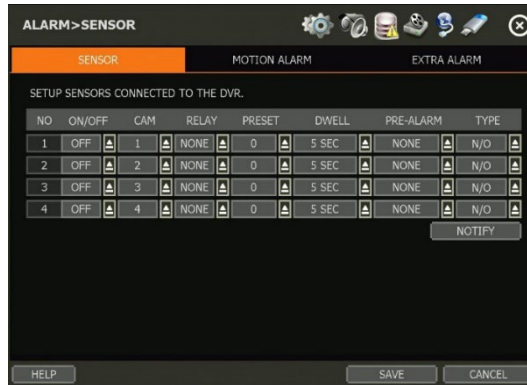 ALARM>SENSOR
SENSOR MOTION ALARM EXTRA ALARM
SETUP SENSORS CONNECTED TO THE DVR.
NO ON/OFF CAM RELAY PRESET DWELL PRE-ALARM TYPE
1 OFF 1 NONE 0 5 SEC NONE N/O
2 OFF 2 NONE 0 5 SEC NONE N/O
3 OFF 3 NONE 0 5 SEC NONE N/O
4 OFF 4 NONE 0 5 SEC NONE N/O
NOTIFY
HELP SAVE CANCEL